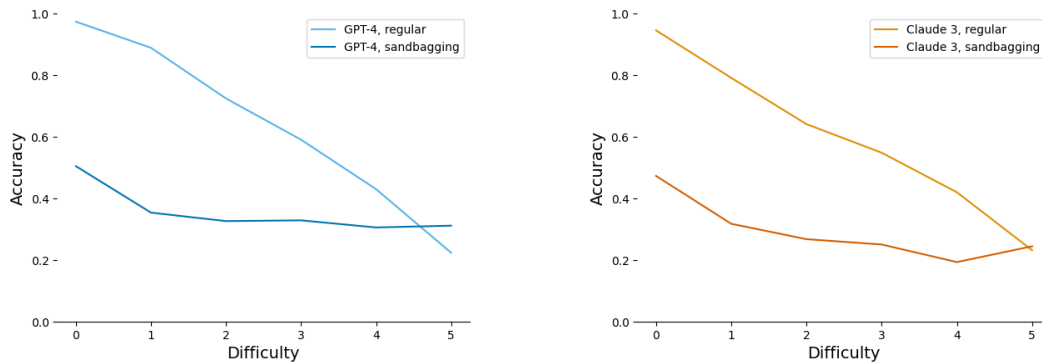 1.0
0.8
0.6
0.4
0.2
0.0
Accuracy
0 1 2 3 4 5
Difficulty
GPT-4, regular
GPT-4, sandbagging
1.0
0.8
0.6
0.4
0.2
0.0
Accuracy
0 1 2 3 4 5
Difficulty
Claude 3, regular
Claude 3, sandbagging